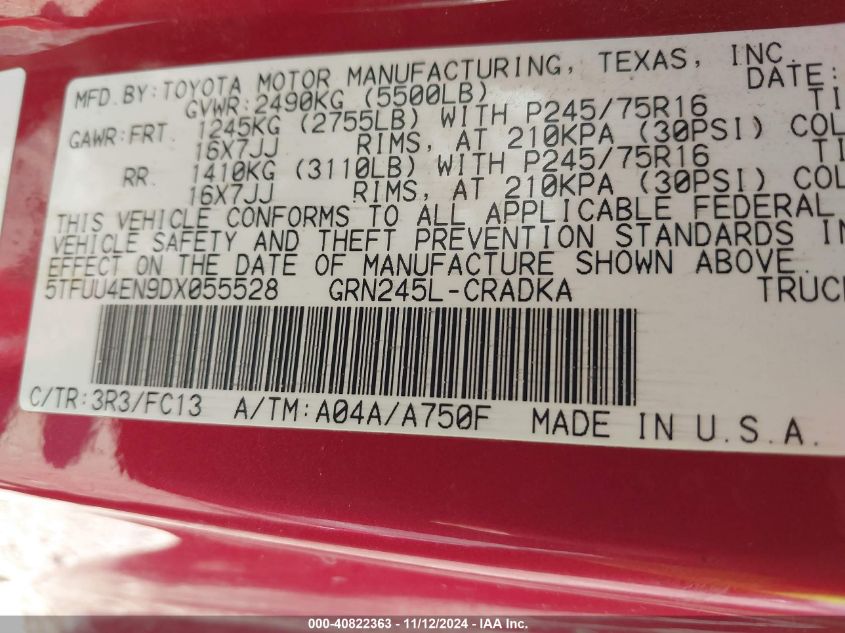 MFD. BY: TOYOTA MOTOR MANUFACTURING, TEXAS, INC.
DATE:
GVWR: 2490KG (5500LB)
GAWR: FRT 1245KG (2755LB) WITH P245/75R16 TI
16X7JJ RIMS, AT 210KPA (30PSI) COL
RR 1410KG (3110LB) WITH P245/75R16 TI
16X7JJ RIMS, AT 210KPA (30PSI) COL
THIS VEHICLE CONFORMS TO ALL APPLICABLE FEDERAL
VEHICLE SAFETY AND THEFT PREVENTION STANDARDS IN
EFFECT ON THE DATE OF MANUFACTURE SHOWN ABOVE.
5TFUU4EN9DX055528 GRN245L-CRADKA TRUCK
C/TR: 3R3/FC13 A/TM: A04A/A750F MADE IN U.S.A.
000-40822363 - 11/12/2024 - IAA Inc.